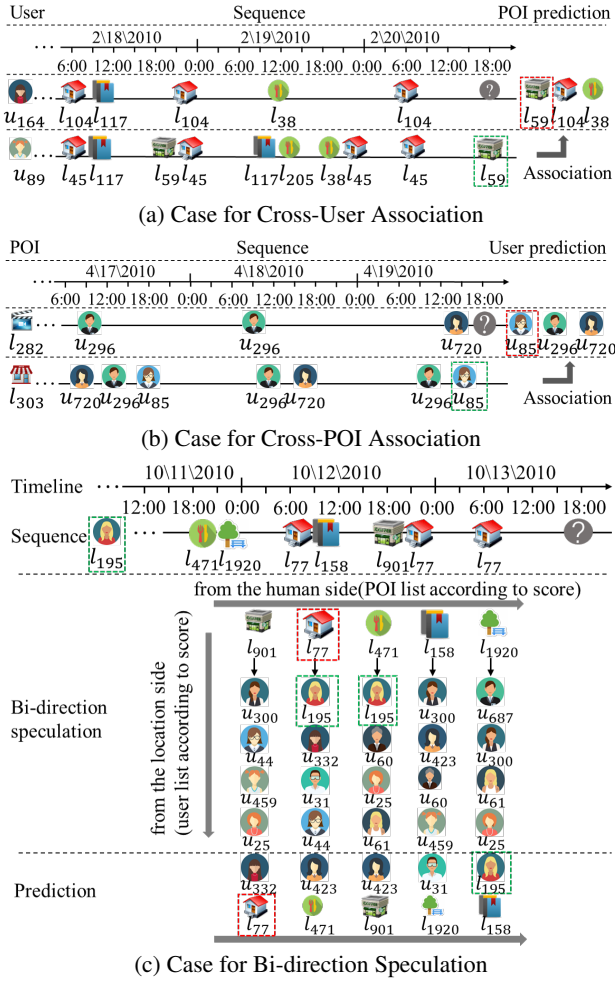 User Sequence POI prediction
2\18\2010 2\19\2010 2\20\2010
6:00 12:00 18:00 0:00 6:00 12:00 18:00 0:00 6:00 12:00 18:00
?
u164 l104 l117 l104 l38 l104 l59 l104 l38
u89 l45 l117 l59 l45 l117 l205 l38 l45 l45 l59 Association
(a) Case for Cross-User Association
POI Sequence User prediction
4\17\2010 4\18\2010 4\19\2010
6:00 12:00 18:00 0:00 6:00 12:00 18:00 0:00 6:00 12:00 18:00
?
l282 u296 u296 u720 u85 u296 u720
l303 u720 u296 u85 u296 u720 u296 u85 Association
(b) Case for Cross-POI Association
10\11\2010 10\12\2010 10\13\2010
Timeline
12:00 18:00 0:00 6:00 12:00 18:00 0:00 6:00 12:00 18:00
Sequence ?
l195 l471 l1920 l77 l158 l901 l77 l77
from the human side(POI list according to score)
l901 l77 l471 l158 l1920
Bi-direction speculation
from the location side
(user list according to score)
u300 l195 l195 u300 u687
u44 u332 u60 u423 u300
u459 u31 u25 u60 u61
u25 u44 u61 u459 u25
Prediction
u332 u423 u423 u31 l195
l77 l471 l901 l1920 l158
(c) Case for Bi-direction Speculation